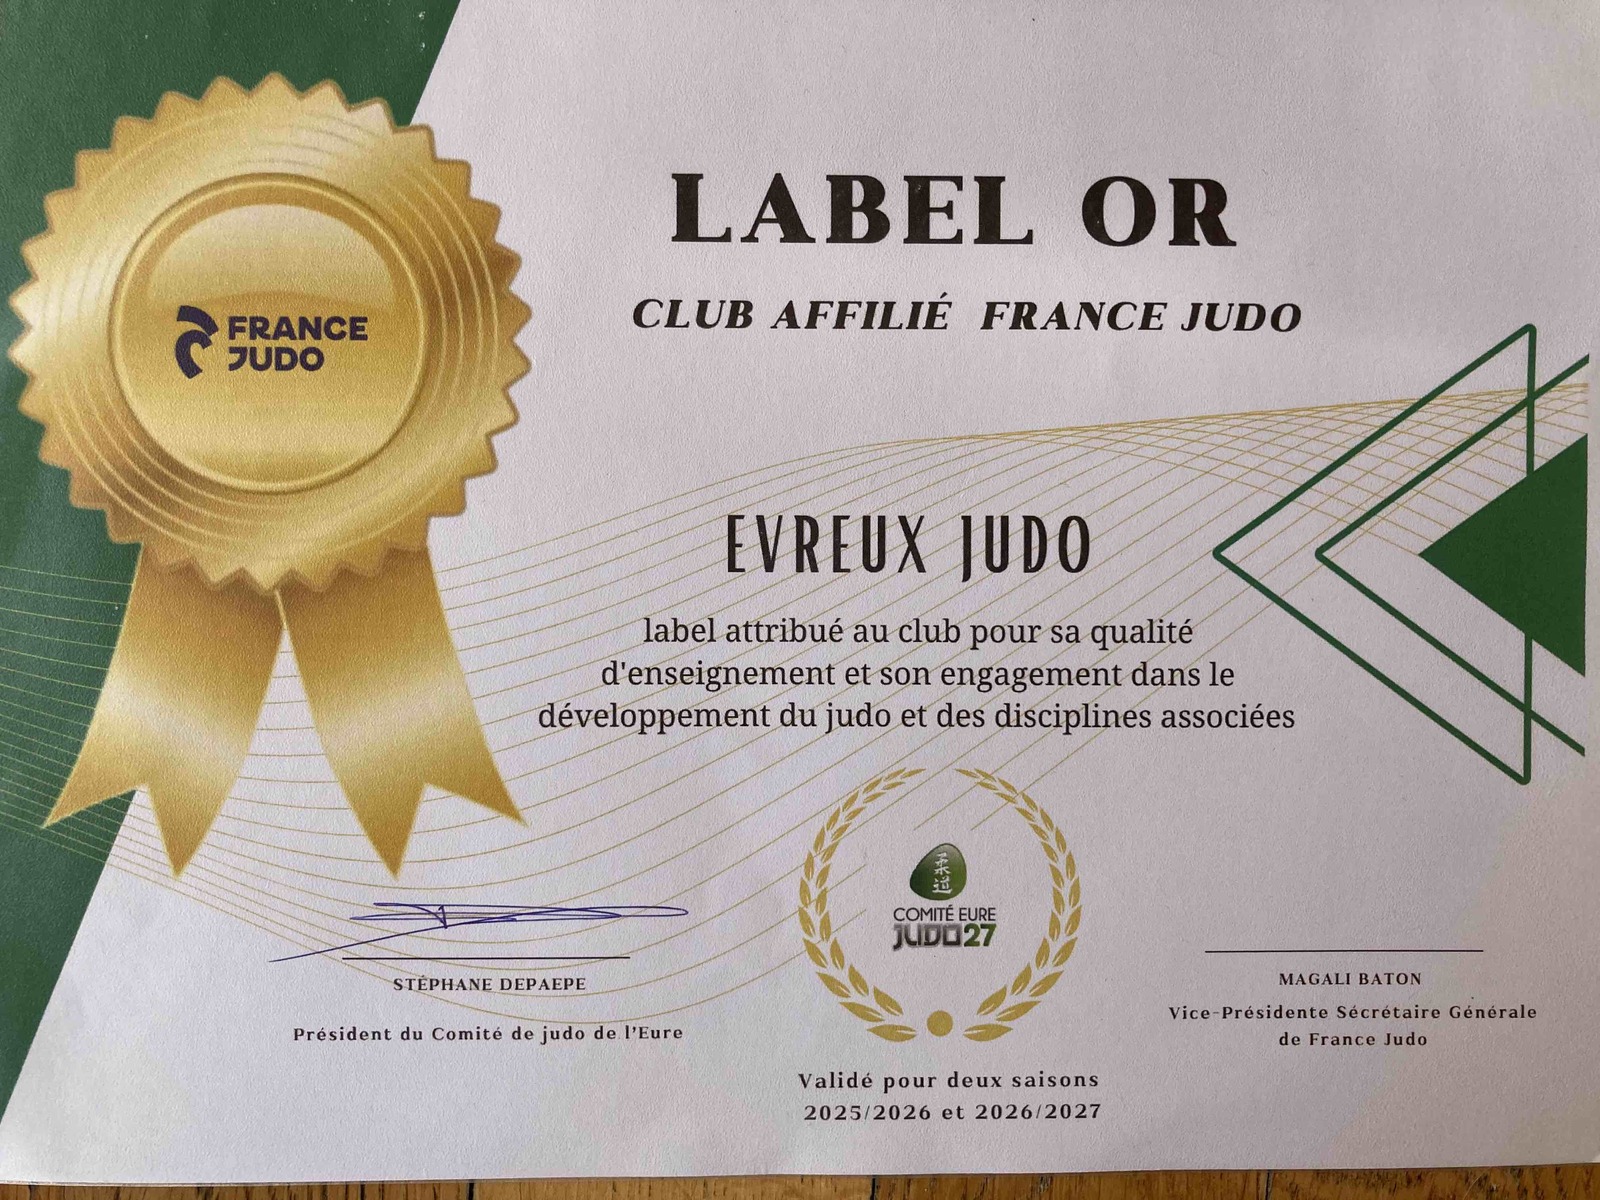 LABEL OR
CLUB AFFILIÉ FRANCE JUDO
FRANCE
JUDO
EVREUX JUDO
label attribué au club pour sa qualité
d'enseignement et son engagement dans le
développement du judo et des disciplines associées
COMITÉ EURE
JUDO27
STÉPHANE DEPAEPE
Président du Comité de judo de l'Eure
MAGALI BATON
Vice-Présidente Sécrétaire Générale
de France Judo
Validé pour deux saisons
2025/2026 et 2026/2027